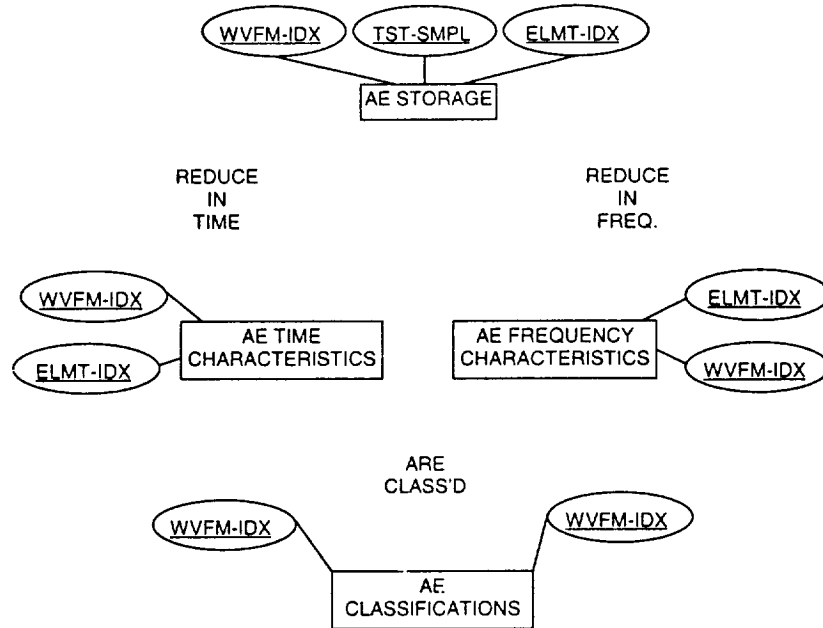 WVFM-IDX
TST-SMPL
ELMT-IDX
AE STORAGE
REDUCE
IN
TIME
REDUCE
IN
FREQ.
WVFM-IDX
ELMT-IDX
AE TIME
CHARACTERISTICS
AE FREQUENCY
CHARACTERISTICS
ELMT-IDX
WVFM-IDX
ARE
CLASS'D
WVFM-IDX
WVFM-IDX
AE
CLASSIFICATIONS